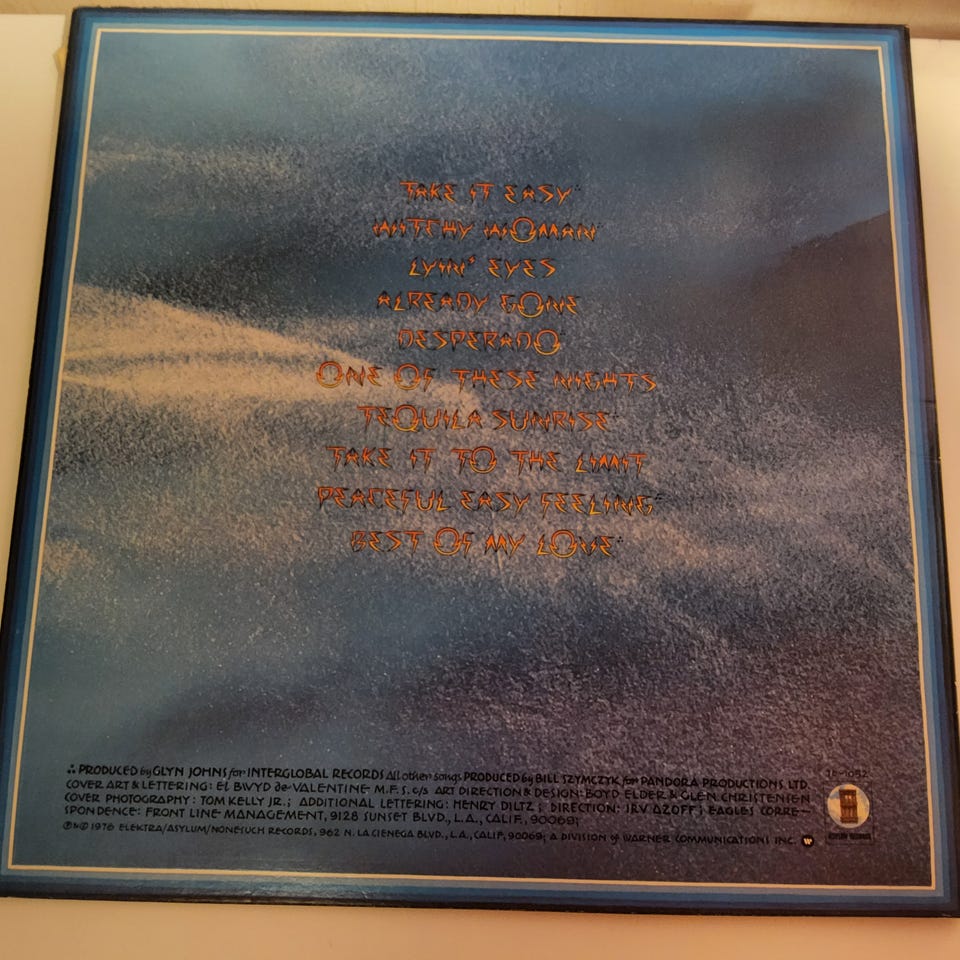 TAKE IT EASY∴
WITCHY WOMAN∴
LYIN' EYES
ALREADY GONE
DESPERADO∴
ONE OF THESE NIGHTS
TEQUILA SUNRISE∴
TAKE IT TO THE LIMIT
PEACEFUL EASY FEELING∴
BEST OF MY LOVE∴
∴ PRODUCED by GLYN JOHNS for INTERGLOBAL RECORDS All other songs PRODUCED by BILL SZYMCZYK for PANDORA PRODUCTIONS LTD.
COVER ART & LETTERING: EL BWYD de VALENTINE M.F.S. c/o ART DIRECTION & DESIGN: BOYD ELDER & GLEN CHRISTENSEN
COVER PHOTOGRAPHY: TOM KELLY JR.; ADDITIONAL LETTERING: HENRY DILTZ; DIRECTION: IRV AZOFF; EAGLES CORRE-
SPONDENCE: FRONT LINE MANAGEMENT, 9128 SUNSET BLVD., L.A., CALIF., 90069;
℗&© 1976 ELEKTRA/ASYLUM/NONESUCH RECORDS, 962 N. LA CIENEGA BLVD., L.A., CALIF, 90069; A DIVISION OF WARNER COMMUNICATIONS INC.
7E-1052
ASYLUM RECORDS